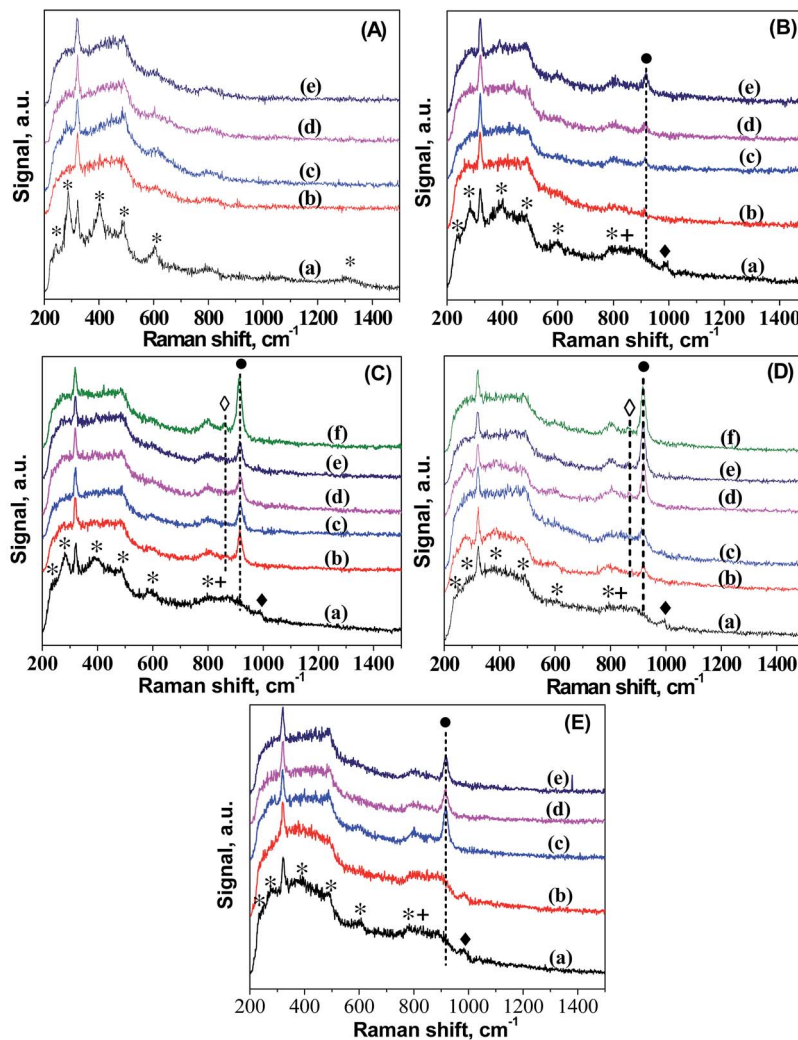 (A)
(e)
(d)
(c)
(b)
(a)
Signal, a.u.
200 400 600 800 1000 1200 1400
Raman shift, cm-1
(B)
(e)
(d)
(c)
(b)
(a)
Signal, a.u.
200 400 600 800 1000 1200 1400
Raman shift, cm-1
(C)
(f)
(e)
(d)
(c)
(b)
(a)
Signal, a.u.
200 400 600 800 1000 1200 1400
Raman shift, cm-1
(D)
(f)
(e)
(d)
(c)
(b)
(a)
Signal, a.u.
200 400 600 800 1000 1200 1400
Raman shift, cm-1
(E)
(e)
(d)
(c)
(b)
(a)
Signal, a.u.
200 400 600 800 1000 1200 1400
Raman shift, cm-1